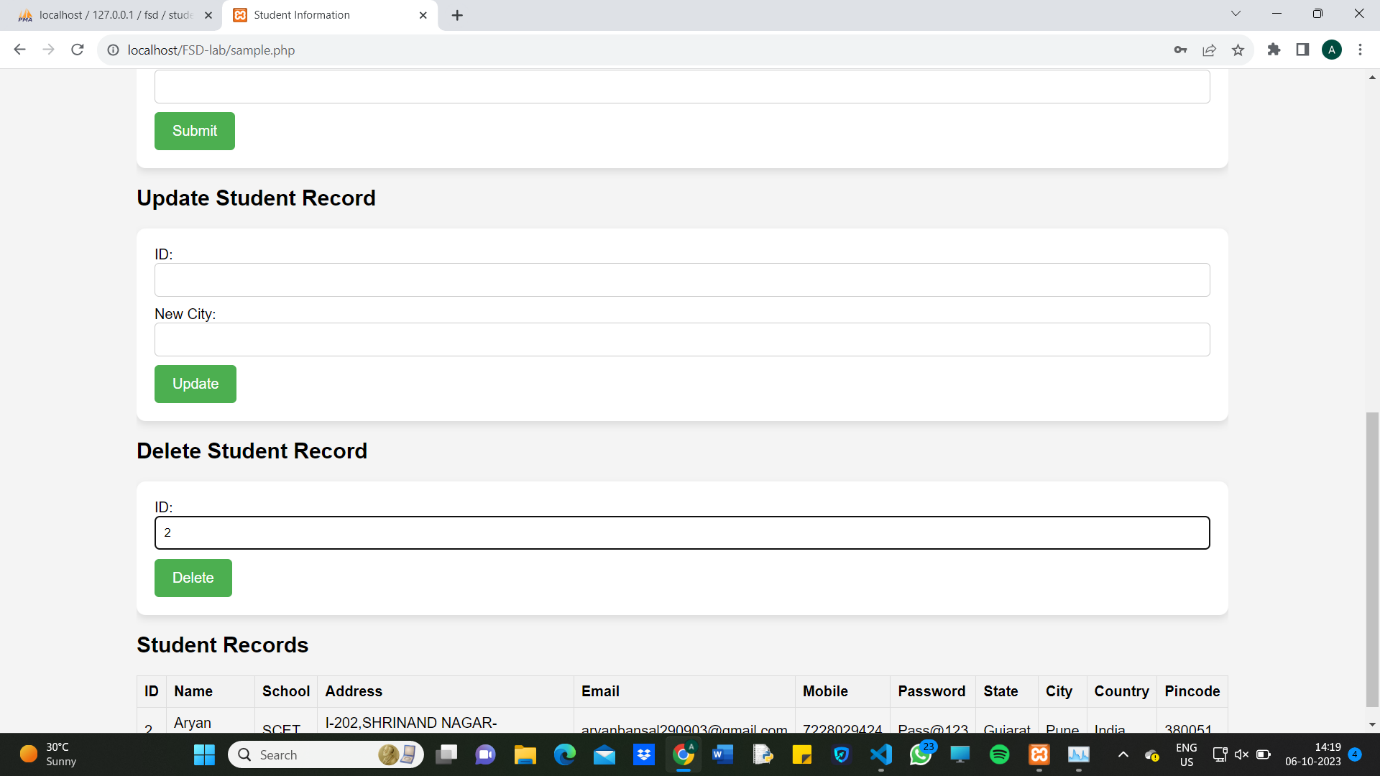 localhost / 127.0.0.1 / fsd / stude
Student Information
localhost/FSD-lab/sample.php
A
Submit
Update Student Record
ID:
New City:
Update
Delete Student Record
ID:
2
Delete
Student Records
ID Name School Address Email Mobile Password State City Country Pincode
Aryan I-202,SHRINAND NAGAR-
2 SCET aryanbansal290903@gmail.com 7228029424 Pass@123 Gujarat Pune India 380051
30°C
Sunny
Search
23
ENG
US
14:19
06-10-2023
4